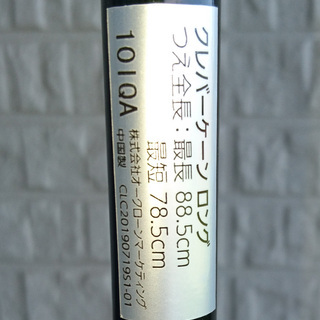 クレバーケーン ロング
つえ全長：最長 88.5cm
最短 78.5cm
株式会社オークローンマーケティング
101QA
中国製 CLC20190719S1-01